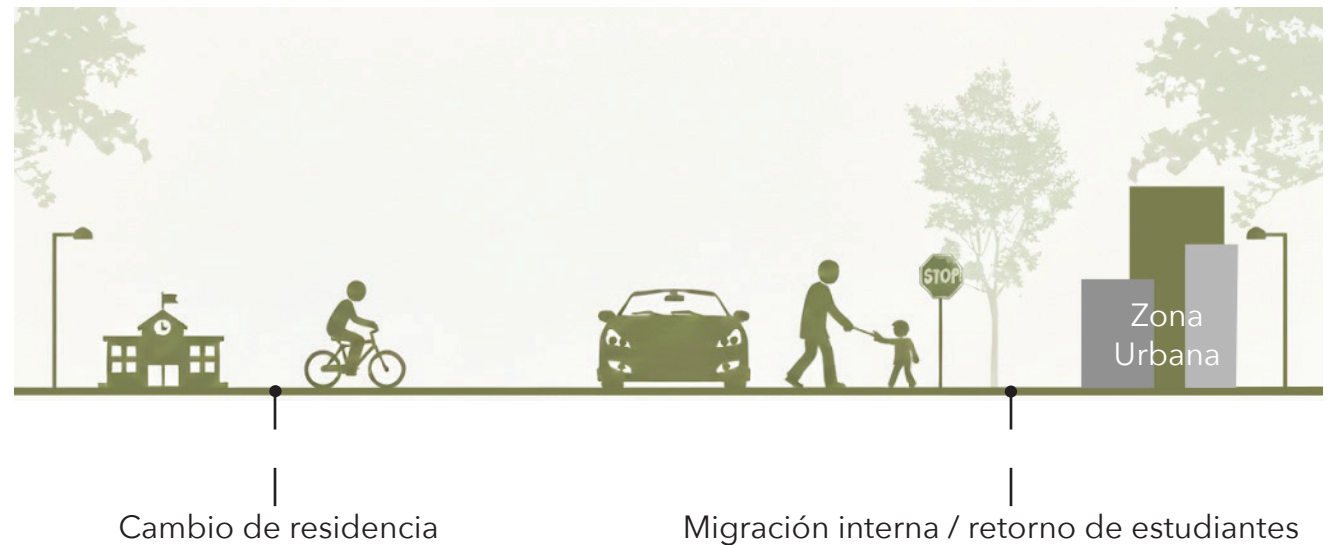 STOP
Zona
Urbana
Cambio de residencia
Migración interna / retorno de estudiantes